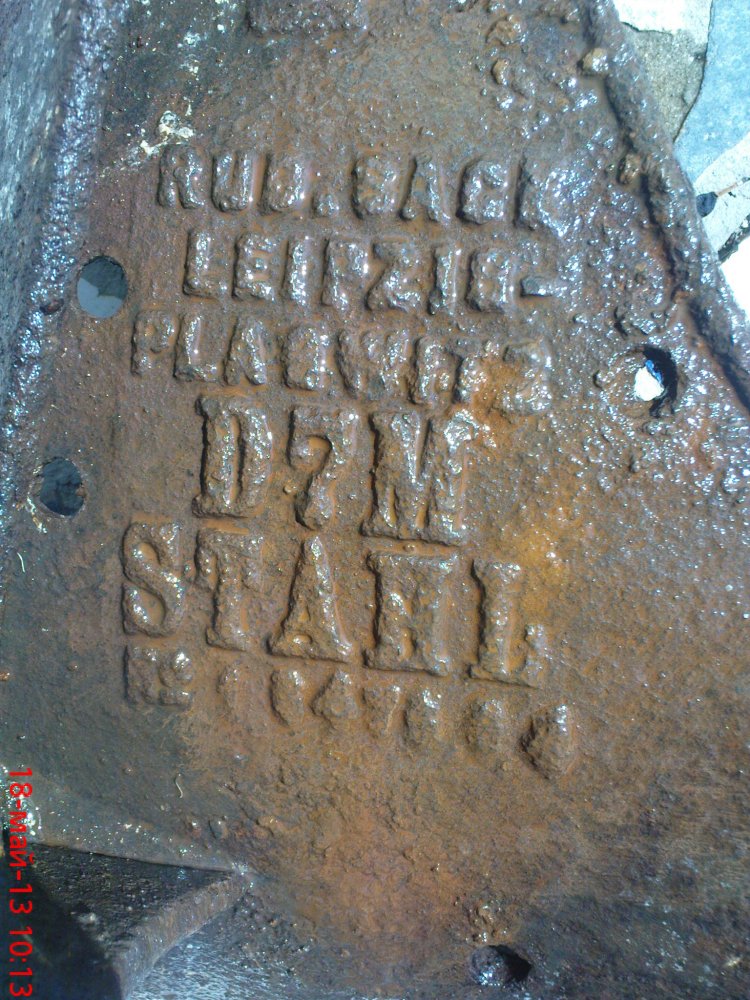 RUD. SACK
LEIPZIG-
PLAGWITZ
D7M
STAHL
18-Май-13 10:13